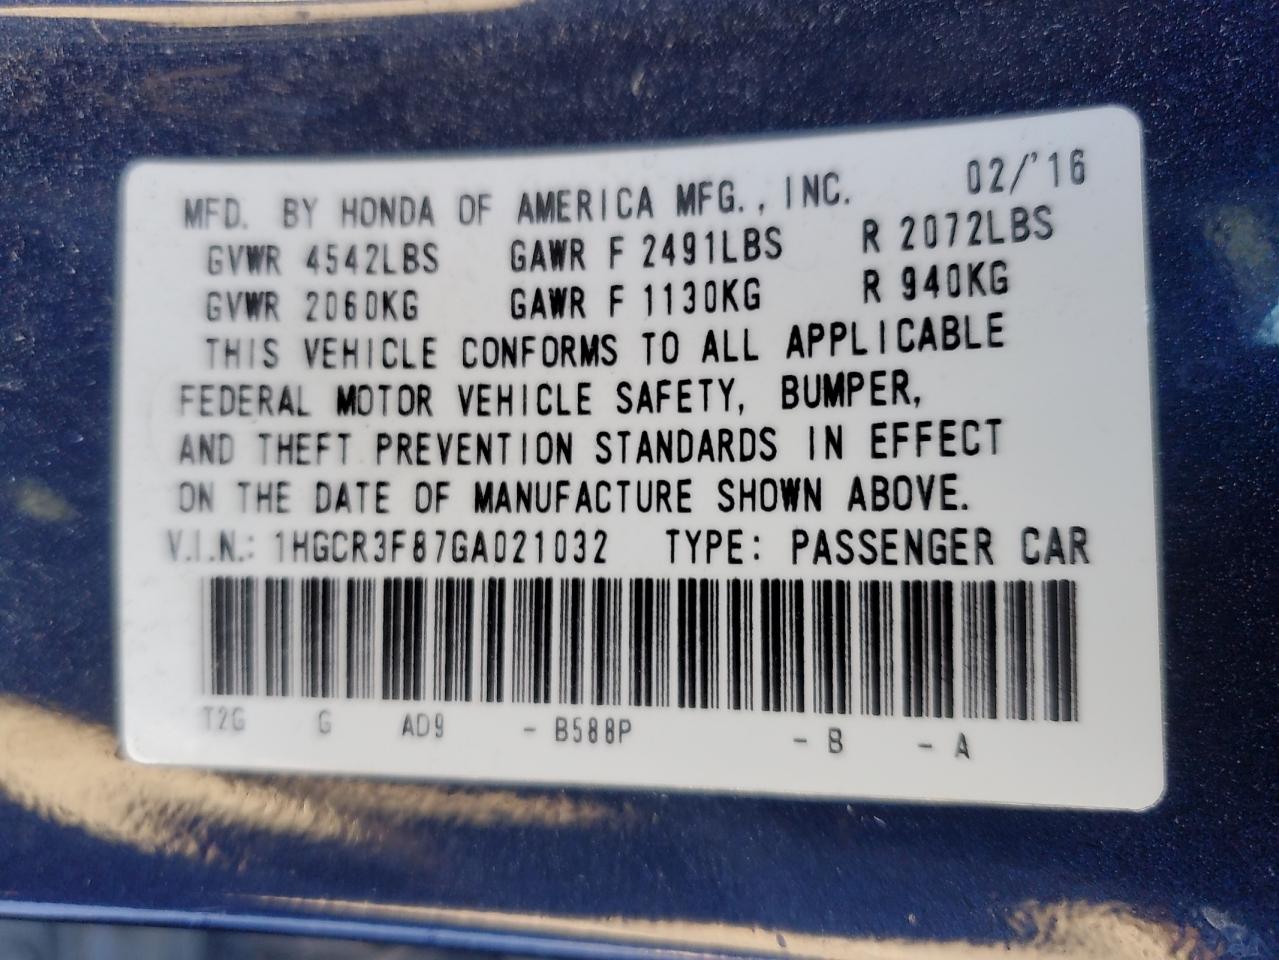 MFD. BY HONDA OF AMERICA MFG., INC. 02/'16
GVWR 4542LBS GAWR F 2491LBS R 2072LBS
GVWR 2060KG GAWR F 1130KG R 940KG
THIS VEHICLE CONFORMS TO ALL APPLICABLE
FEDERAL MOTOR VEHICLE SAFETY, BUMPER,
AND THEFT PREVENTION STANDARDS IN EFFECT
ON THE DATE OF MANUFACTURE SHOWN ABOVE.
V.I.N.: 1HGCR3F87GA021032 TYPE: PASSENGER CAR
T2G G AD9 - B588P - B - A